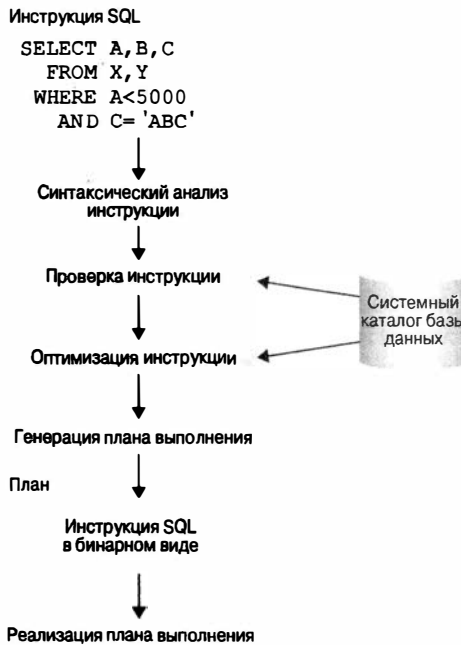 Инструкция SQL
SELECT A,B,C
FROM X,Y
WHERE A<5000
AND C='ABC'
Синтаксический анализ
инструкции
Проверка инструкции
Системный
каталог базы
данных
Оптимизация инструкции
Генерация плана выполнения
План
Инструкция SQL
в бинарном виде
Реализация плана выполнения